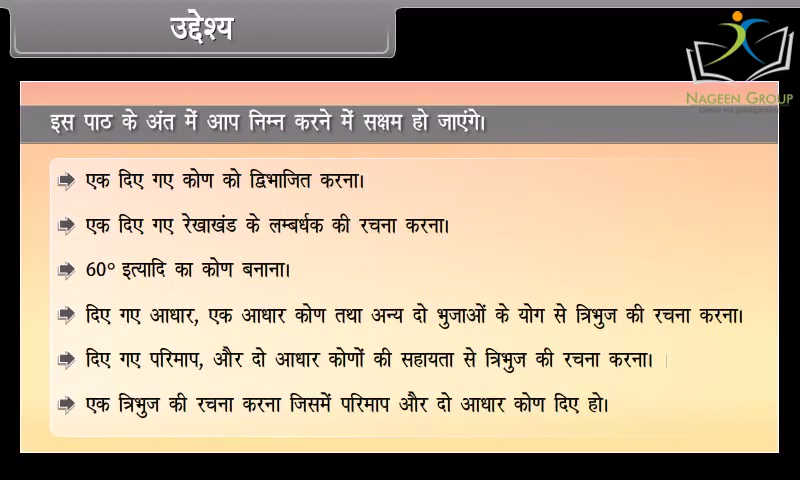 उद्देश्य
NAGEEN GROUP
इस पाठ के अंत में आप निम्न करने में सक्षम हो जाएंगे।
एक दिए गए कोण को द्विभाजित करना।
एक दिए गए रेखाखंड के लम्बर्धक की रचना करना।
60° इत्यादि का कोण बनाना।
दिए गए आधार, एक आधार कोण तथा अन्य दो भुजाओं के योग से त्रिभुज की रचना करना।
दिए गए परिमाप, और दो आधार कोणों की सहायता से त्रिभुज की रचना करना।
एक त्रिभुज की रचना करना जिसमें परिमाप और दो आधार कोण दिए हो।